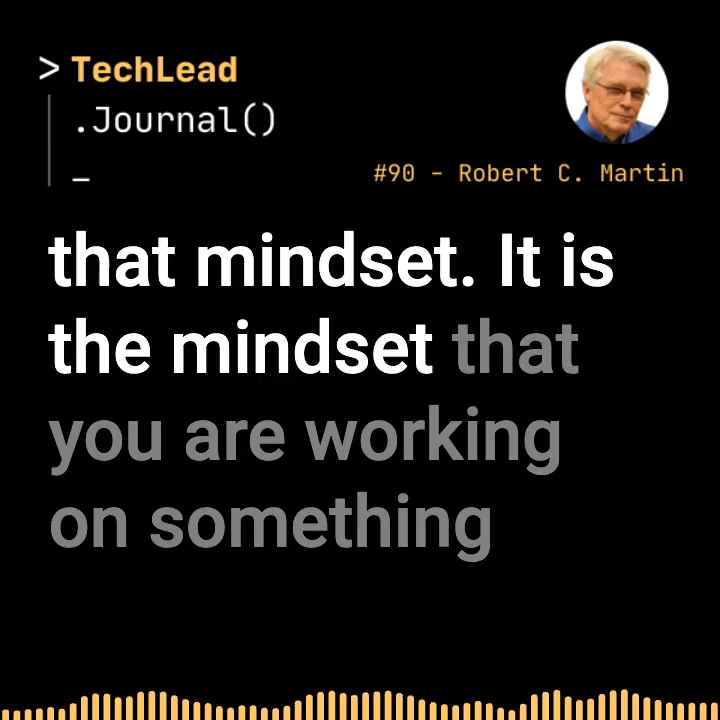 > TechLead
.Journal()
_
#90 – Robert C. Martin
that mindset. It is
the mindset that
you are working
on something